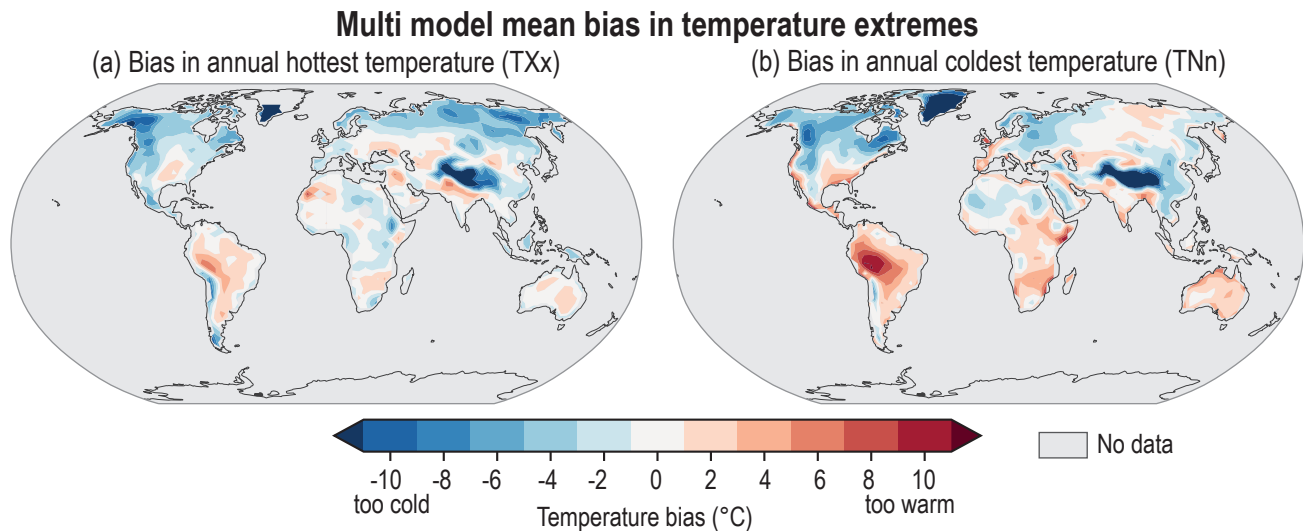 Multi model mean bias in temperature extremes
(a) Bias in annual hottest temperature (TXx)
(b) Bias in annual coldest temperature (TNn)
-10 -8 -6 -4 -2 0 2 4 6 8 10
too cold
too warm
Temperature bias (°C)
No data